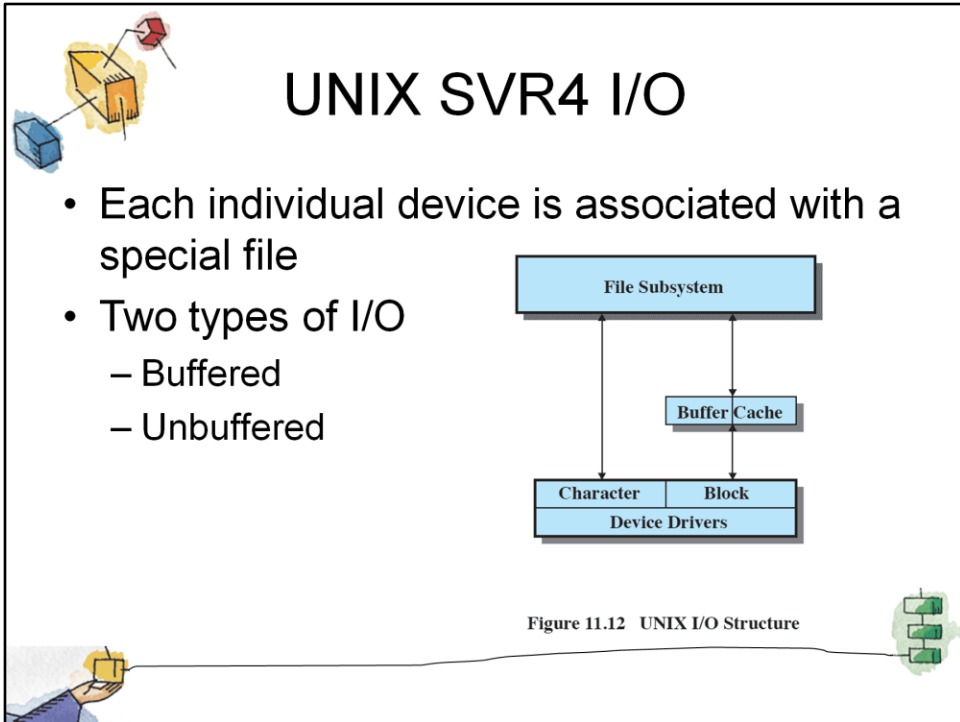 UNIX SVR4 I/O
• Each individual device is associated with a
special file
• Two types of I/O
– Buffered
– Unbuffered
File Subsystem
Buffer Cache
Character
Block
Device Drivers
Figure 11.12 UNIX I/O Structure